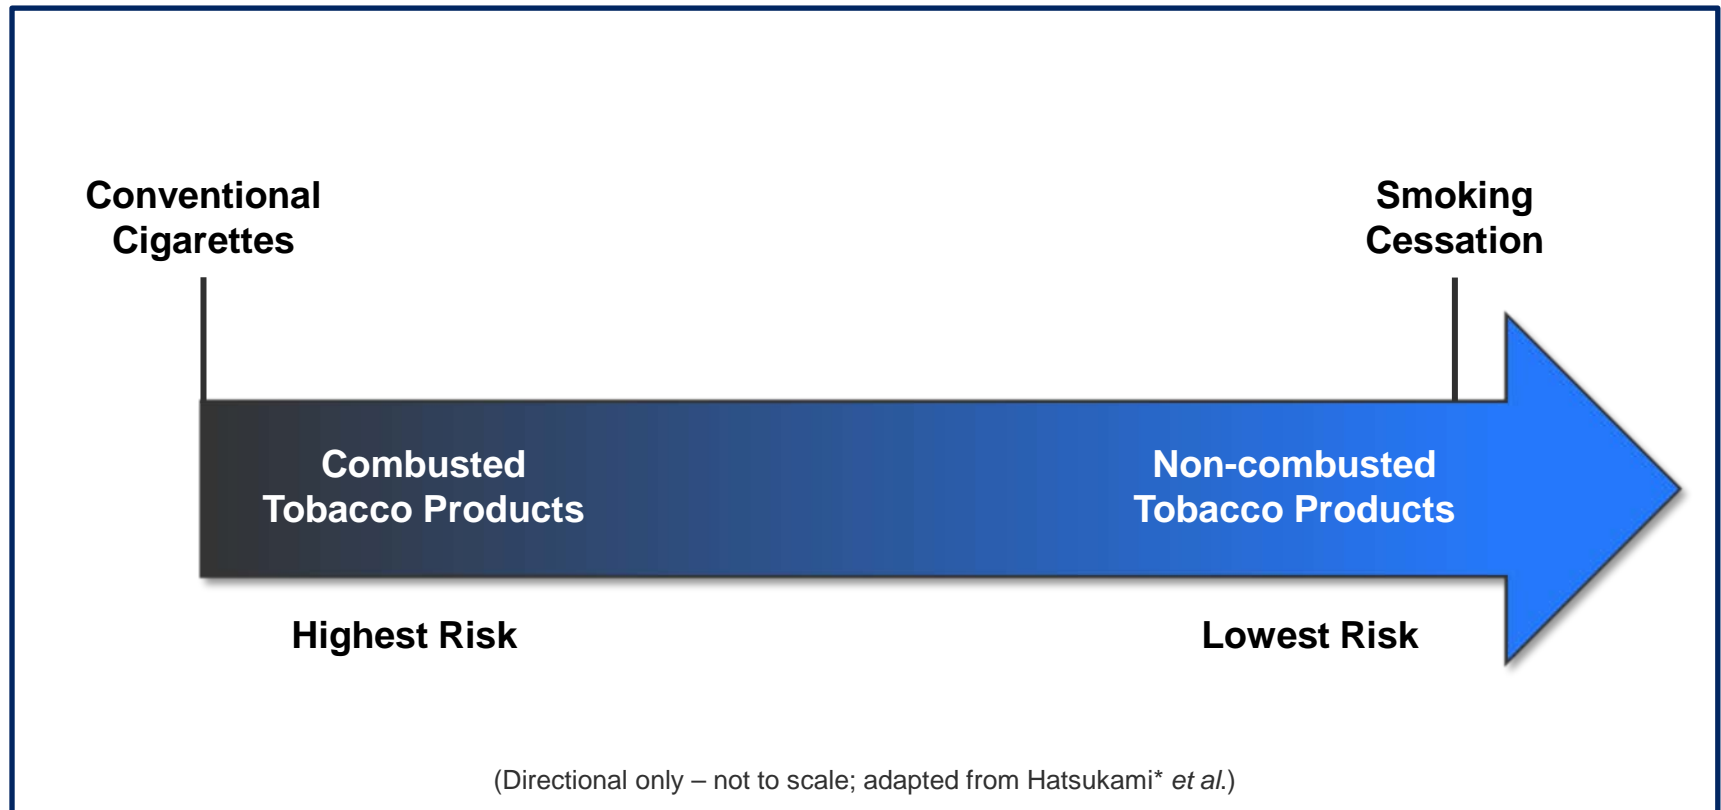 Conventional
Cigarettes
Smoking
Cessation
Combusted
Tobacco Products
Non-combusted
Tobacco Products
Highest Risk
Lowest Risk
(Directional only – not to scale; adapted from Hatsukami* et al.)